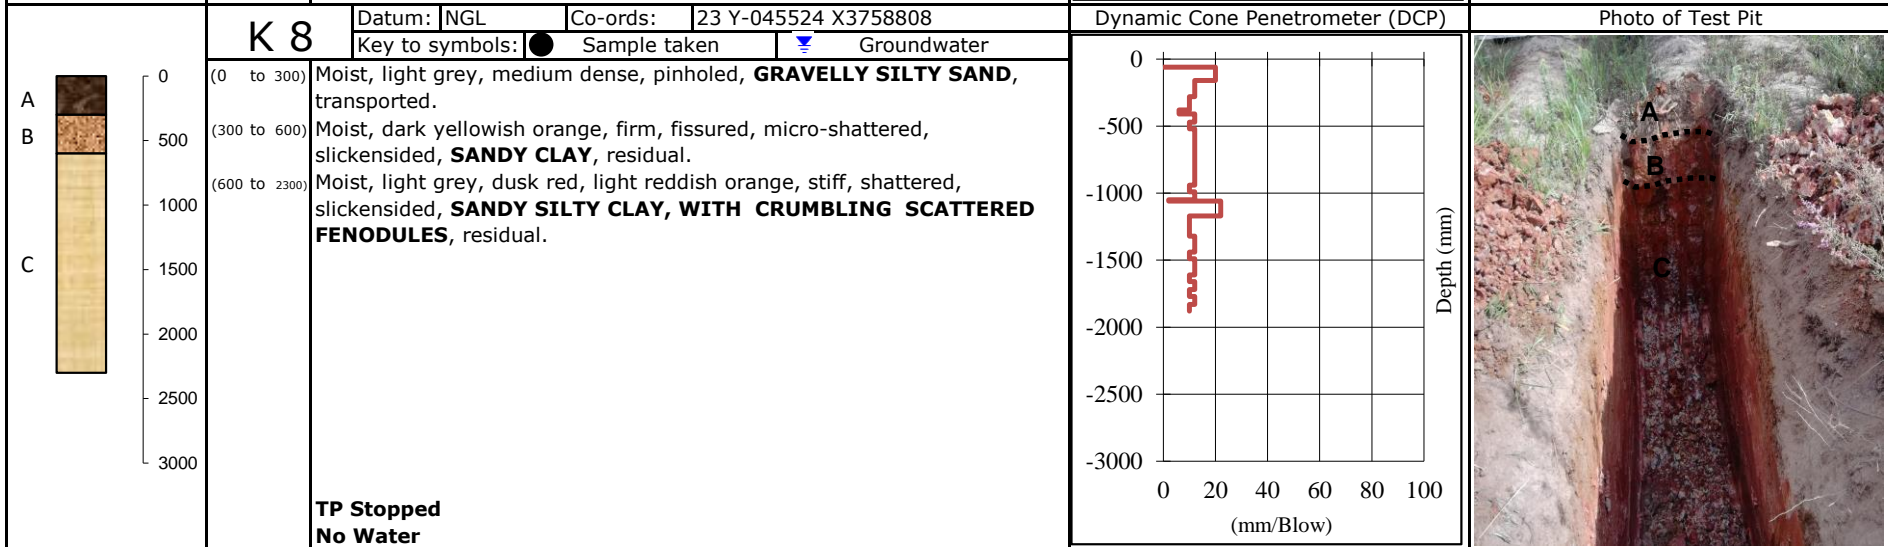 K 8
Datum: NGL Co-ords: 23 Y-045524 X3758808
Key to symbols: Sample taken Groundwater
Dynamic Cone Penetrometer (DCP)
Photo of Test Pit
A
B
C
0
500
1000
1500
2000
2500
3000
(0 to 300) Moist, light grey, medium dense, pinholed, GRAVELLY SILTY SAND,
transported.
(300 to 600) Moist, dark yellowish orange, firm, fissured, micro-shattered,
slickensided, SANDY CLAY, residual.
(600 to 2300) Moist, light grey, dusk red, light reddish orange, stiff, shattered,
slickensided, SANDY SILTY CLAY, WITH CRUMBLING SCATTERED
FENODULES, residual.
TP Stopped
No Water
0
-500
-1000
-1500
-2000
-2500
-3000
0 20 40 60 80 100
(mm/Blow)
Depth (mm)
A
B
C